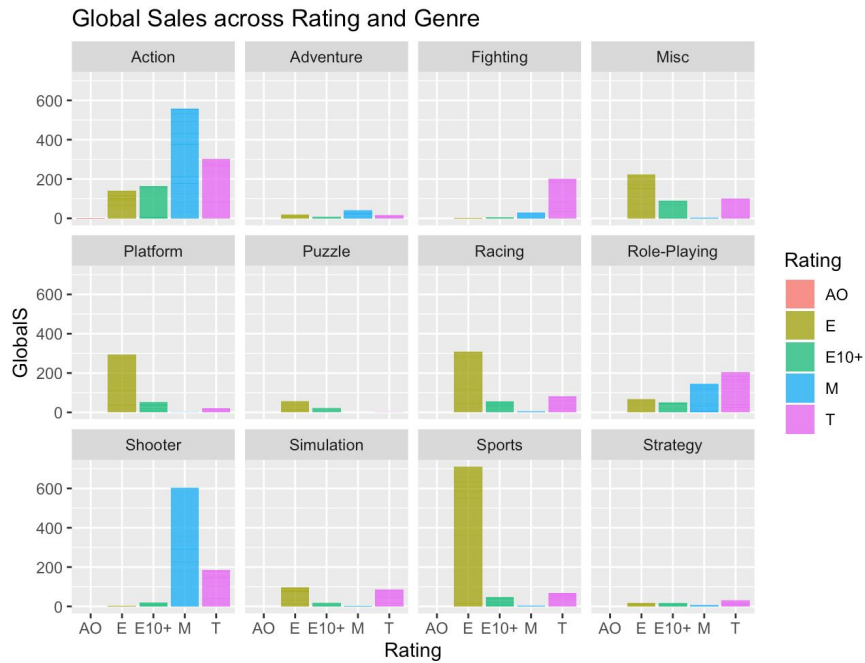 Global Sales across Rating and Genre
Action
Adventure
Fighting
Misc
600
400
200
0
Platform
Puzzle
Racing
Role-Playing
600
400
200
0
Shooter
Simulation
Sports
Strategy
600
400
200
0
AO E E10+ M T
AO E E10+ M T
AO E E10+ M T
AO E E10+ M T
GlobalS
Rating
Rating
AO
E
E10+
M
T